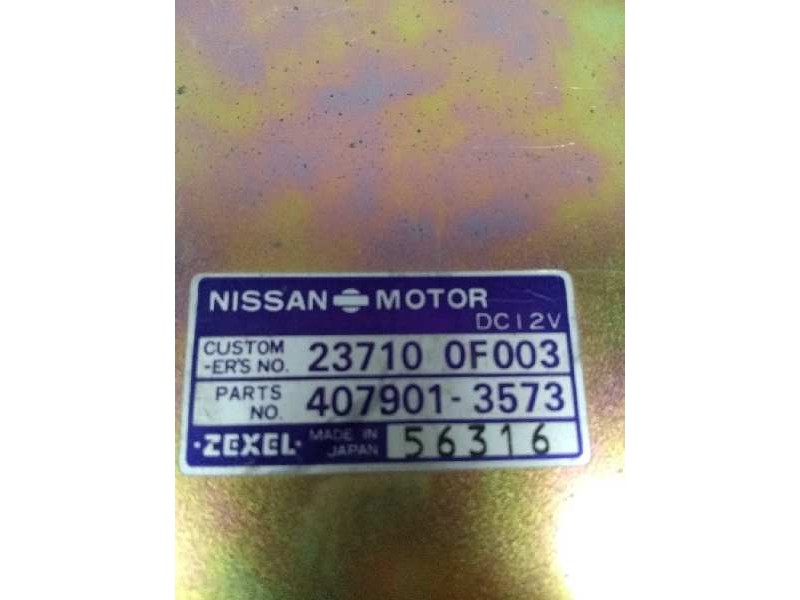 NISSAN MOTOR
DC12V
CUSTOM
-ER'S NO. 23710 0F003
PARTS
NO. 407901-3573
·ZEXEL· MADE IN
JAPAN 56316